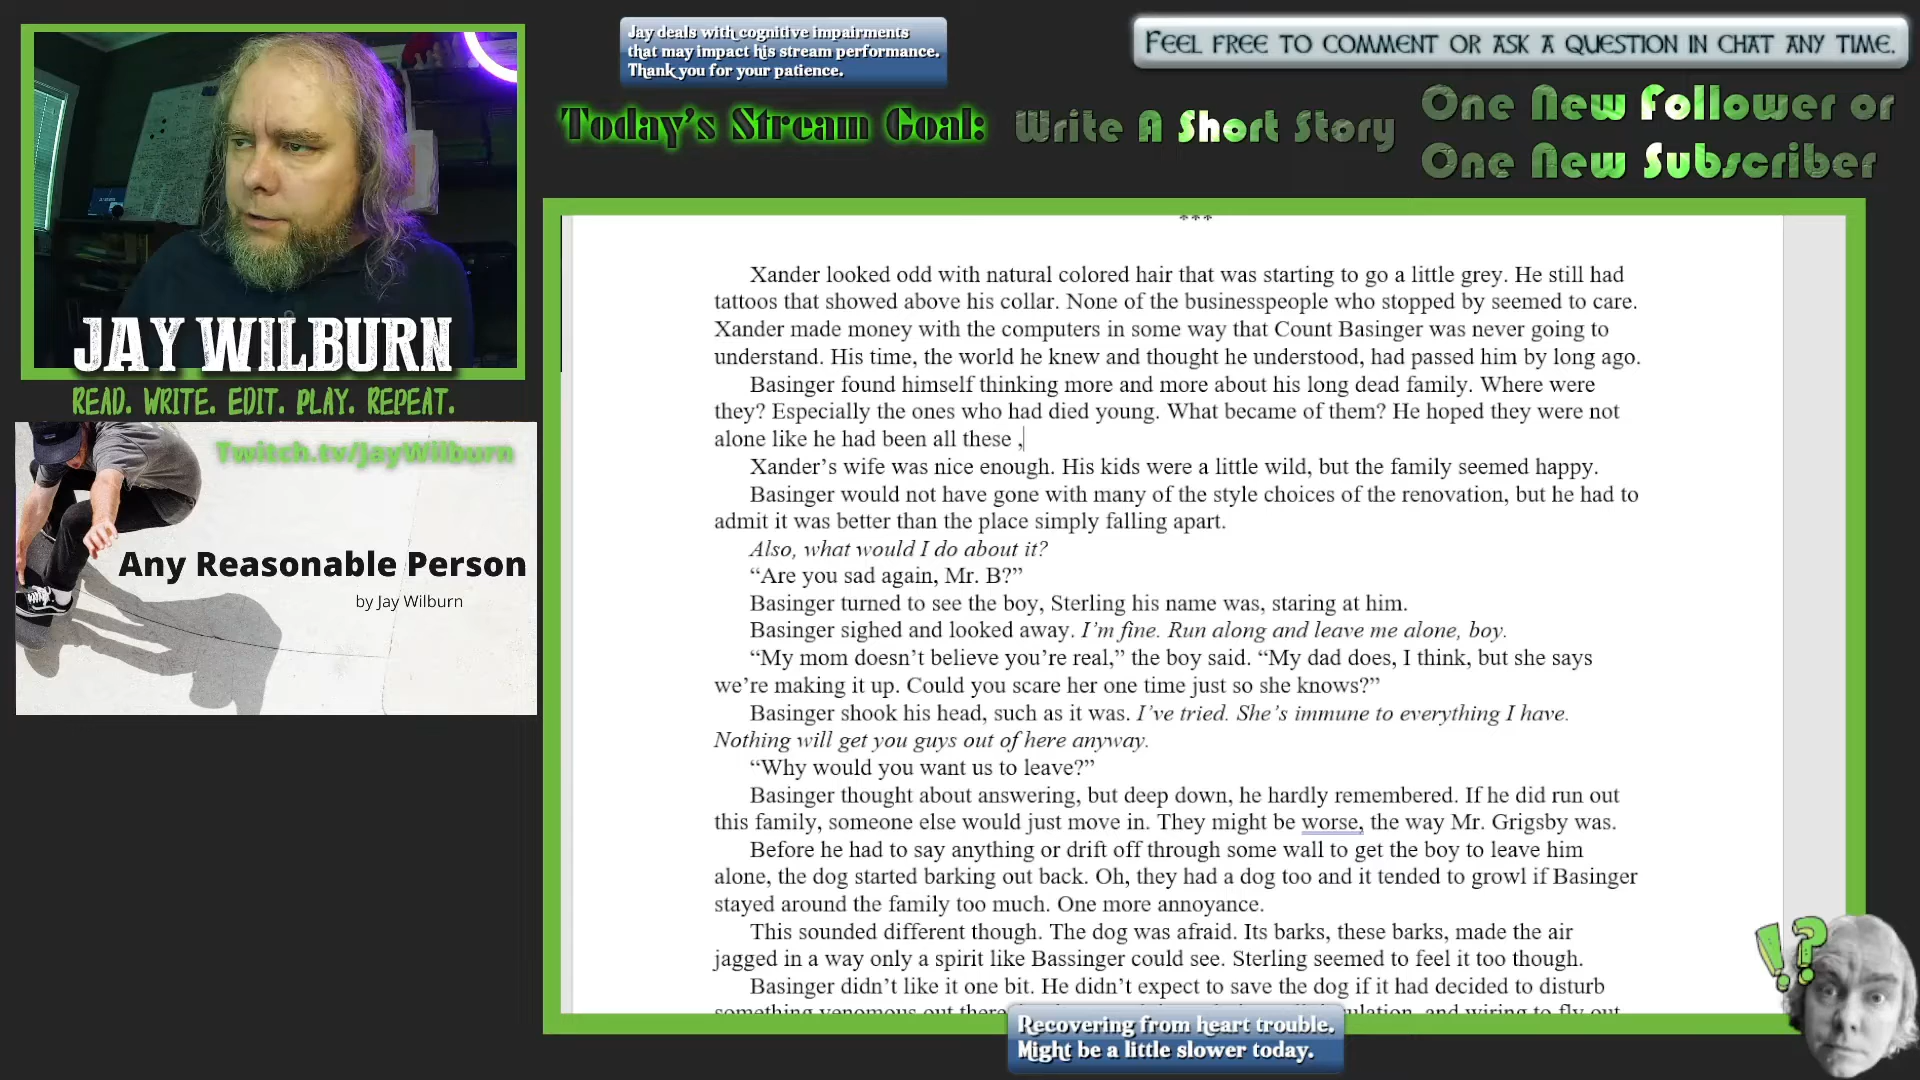 Jay deals with cognitive impairments
that may impact his stream performance.
Thank you for your patience.
Feel free to comment or ask a question in chat any time.
Today's Stream Goal:
Write A Short Story
One New Follower or
One New Subscriber
JAY WILBURN
READ. WRITE. EDIT. PLAY. REPEAT.
Twitch.tv/JayWilburn
Any Reasonable Person
by Jay Wilburn
***
Xander looked odd with natural colored hair that was starting to go a little grey. He still had
tattoos that showed above his collar. None of the businesspeople who stopped by seemed to care.
Xander made money with the computers in some way that Count Basinger was never going to
understand. His time, the world he knew and thought he understood, had passed him by long ago.
Basinger found himself thinking more and more about his long dead family. Where were
they? Especially the ones who had died young. What became of them? He hoped they were not
alone like he had been all these ,
Xander’s wife was nice enough. His kids were a little wild, but the family seemed happy.
Basinger would not have gone with many of the style choices of the renovation, but he had to
admit it was better than the place simply falling apart.
Also, what would I do about it?
“Are you sad again, Mr. B?”
Basinger turned to see the boy, Sterling his name was, staring at him.
Basinger sighed and looked away. I’m fine. Run along and leave me alone, boy.
“My mom doesn’t believe you’re real,” the boy said. “My dad does, I think, but she says
we’re making it up. Could you scare her one time just so she knows?”
Basinger shook his head, such as it was. I’ve tried. She’s immune to everything I have.
Nothing will get you guys out of here anyway.
“Why would you want us to leave?”
Basinger thought about answering, but deep down, he hardly remembered. If he did run out
this family, someone else would just move in. They might be worse, the way Mr. Grigsby was.
Before he had to say anything or drift off through some wall to get the boy to leave him
alone, the dog started barking out back. Oh, they had a dog too and it tended to growl if Basinger
stayed around the family too much. One more annoyance.
This sounded different though. The dog was afraid. Its barks, these barks, made the air
jagged in a way only a spirit like Bassinger could see. Sterling seemed to feel it too though.
Basinger didn’t like it one bit. He didn’t expect to save the dog if it had decided to disturb
something venomous out there and wiring to fly out
Recovering from heart trouble.
Might be a little slower today.
!?